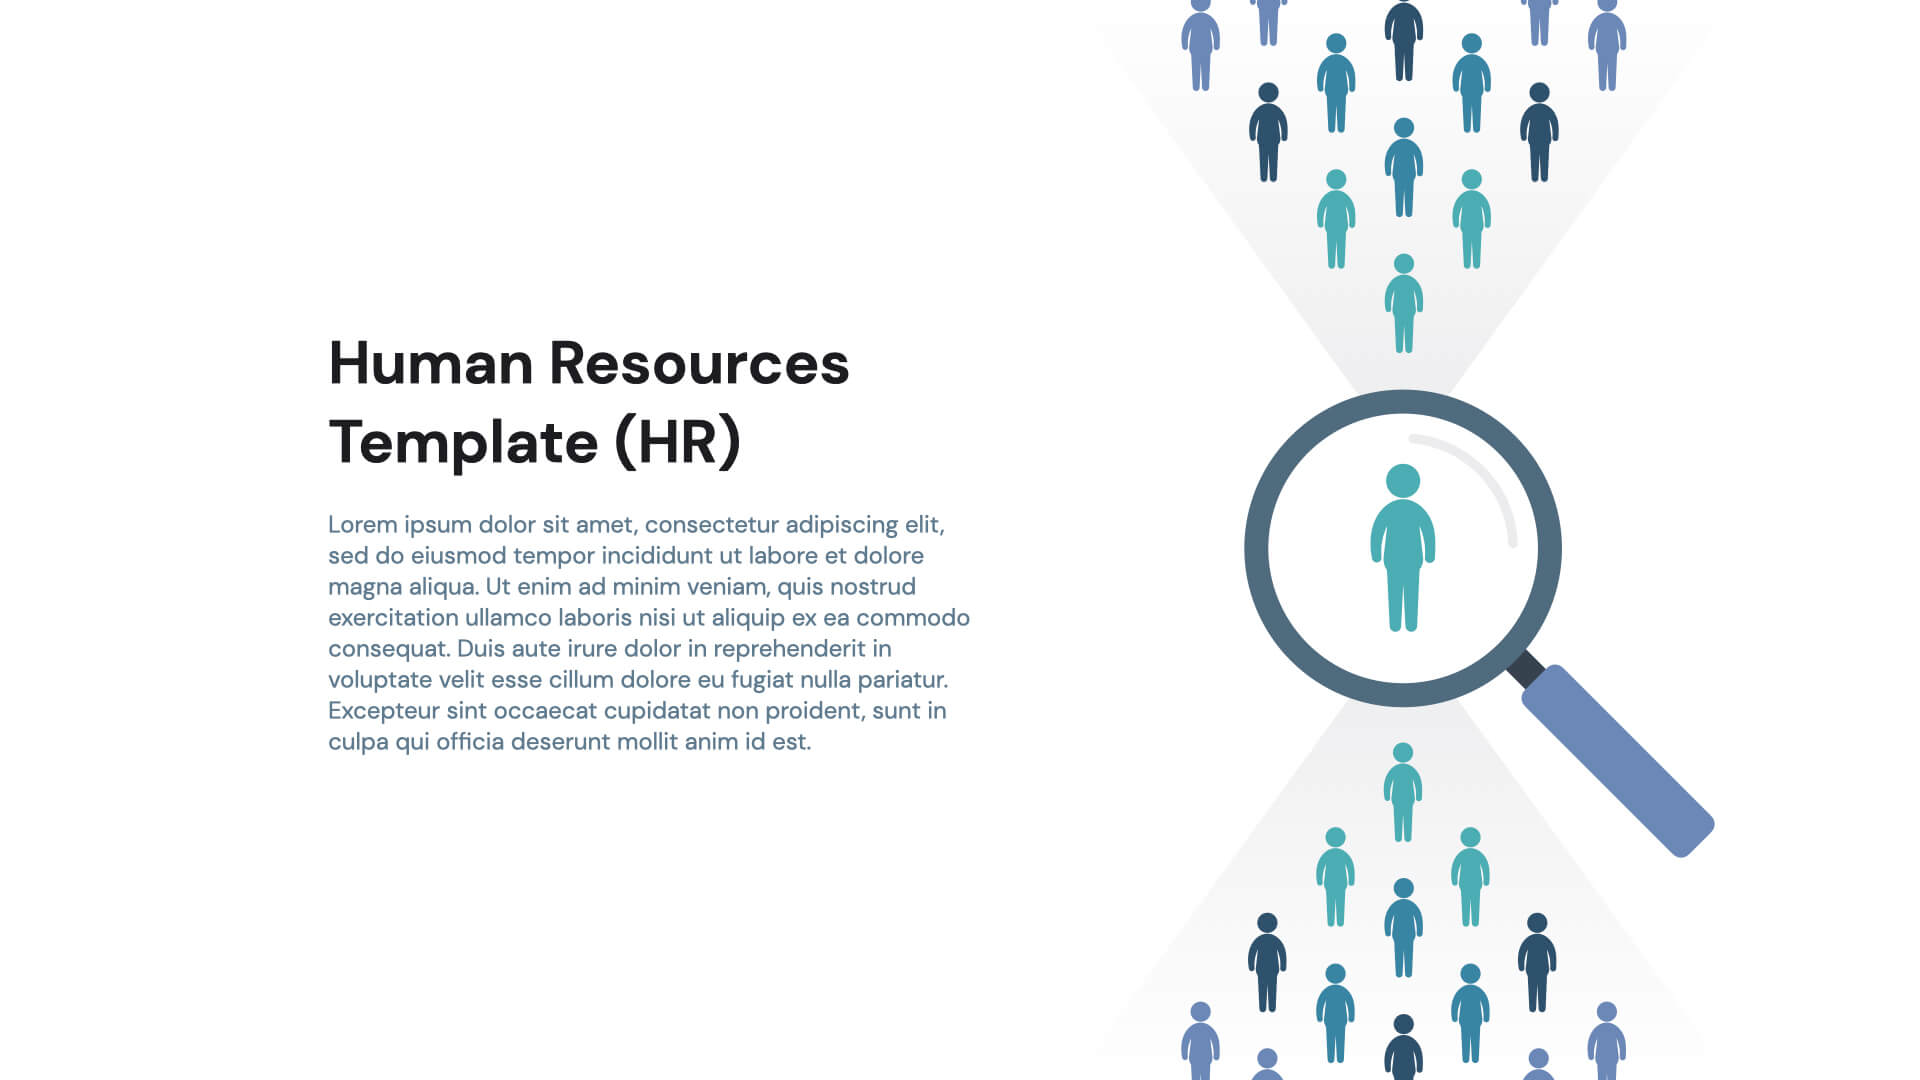 Human Resources
Template (HR)
Lorem ipsum dolor sit amet, consectetur adipiscing elit,
sed do eiusmod tempor incididunt ut labore et dolore
magna aliqua. Ut enim ad minim veniam, quis nostrud
exercitation ullamco laboris nisi ut aliquip ex ea commodo
consequat. Duis aute irure dolor in reprehenderit in
voluptate velit esse cillum dolore eu fugiat nulla pariatur.
Excepteur sint occaecat cupidatat non proident, sunt in
culpa qui officia deserunt mollit anim id est.